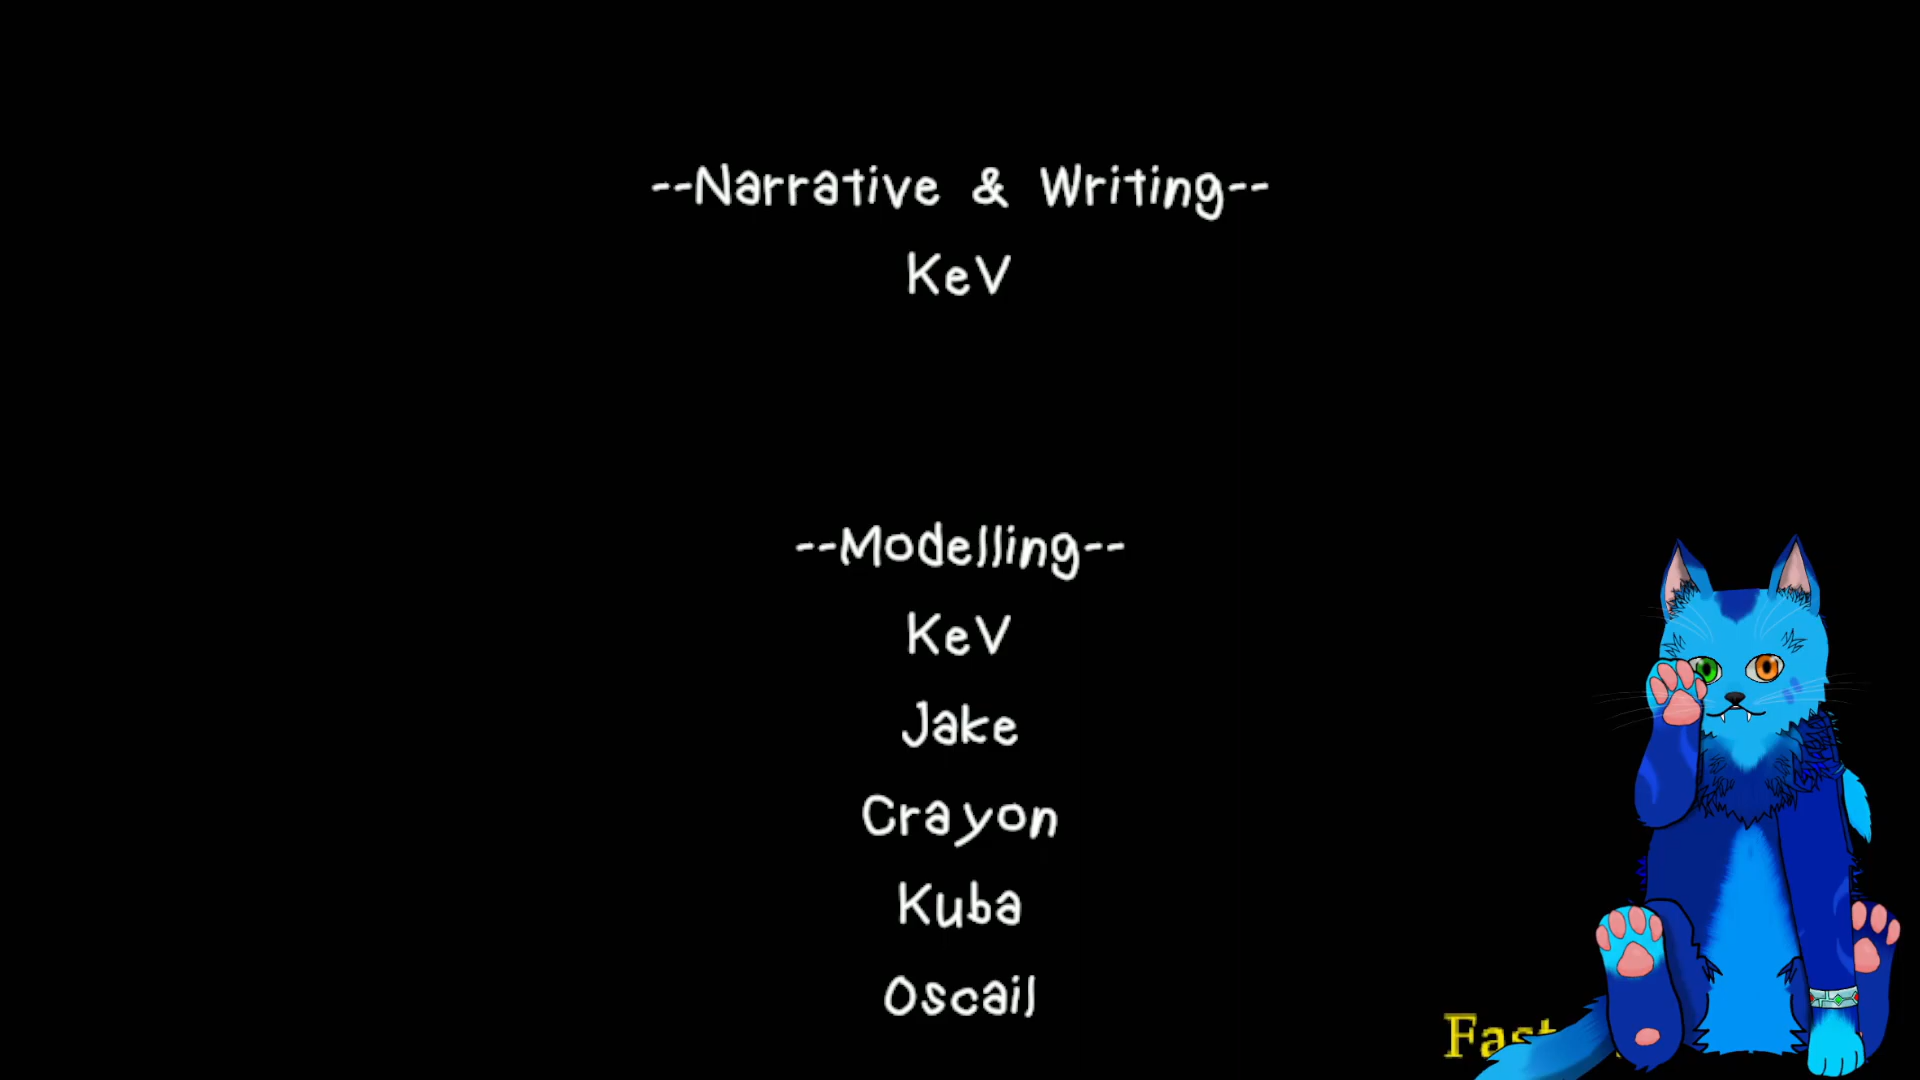 --Narrative & Writing--
KeV
--Modelling--
KeV
Jake
Crayon
Kuba
Oscail